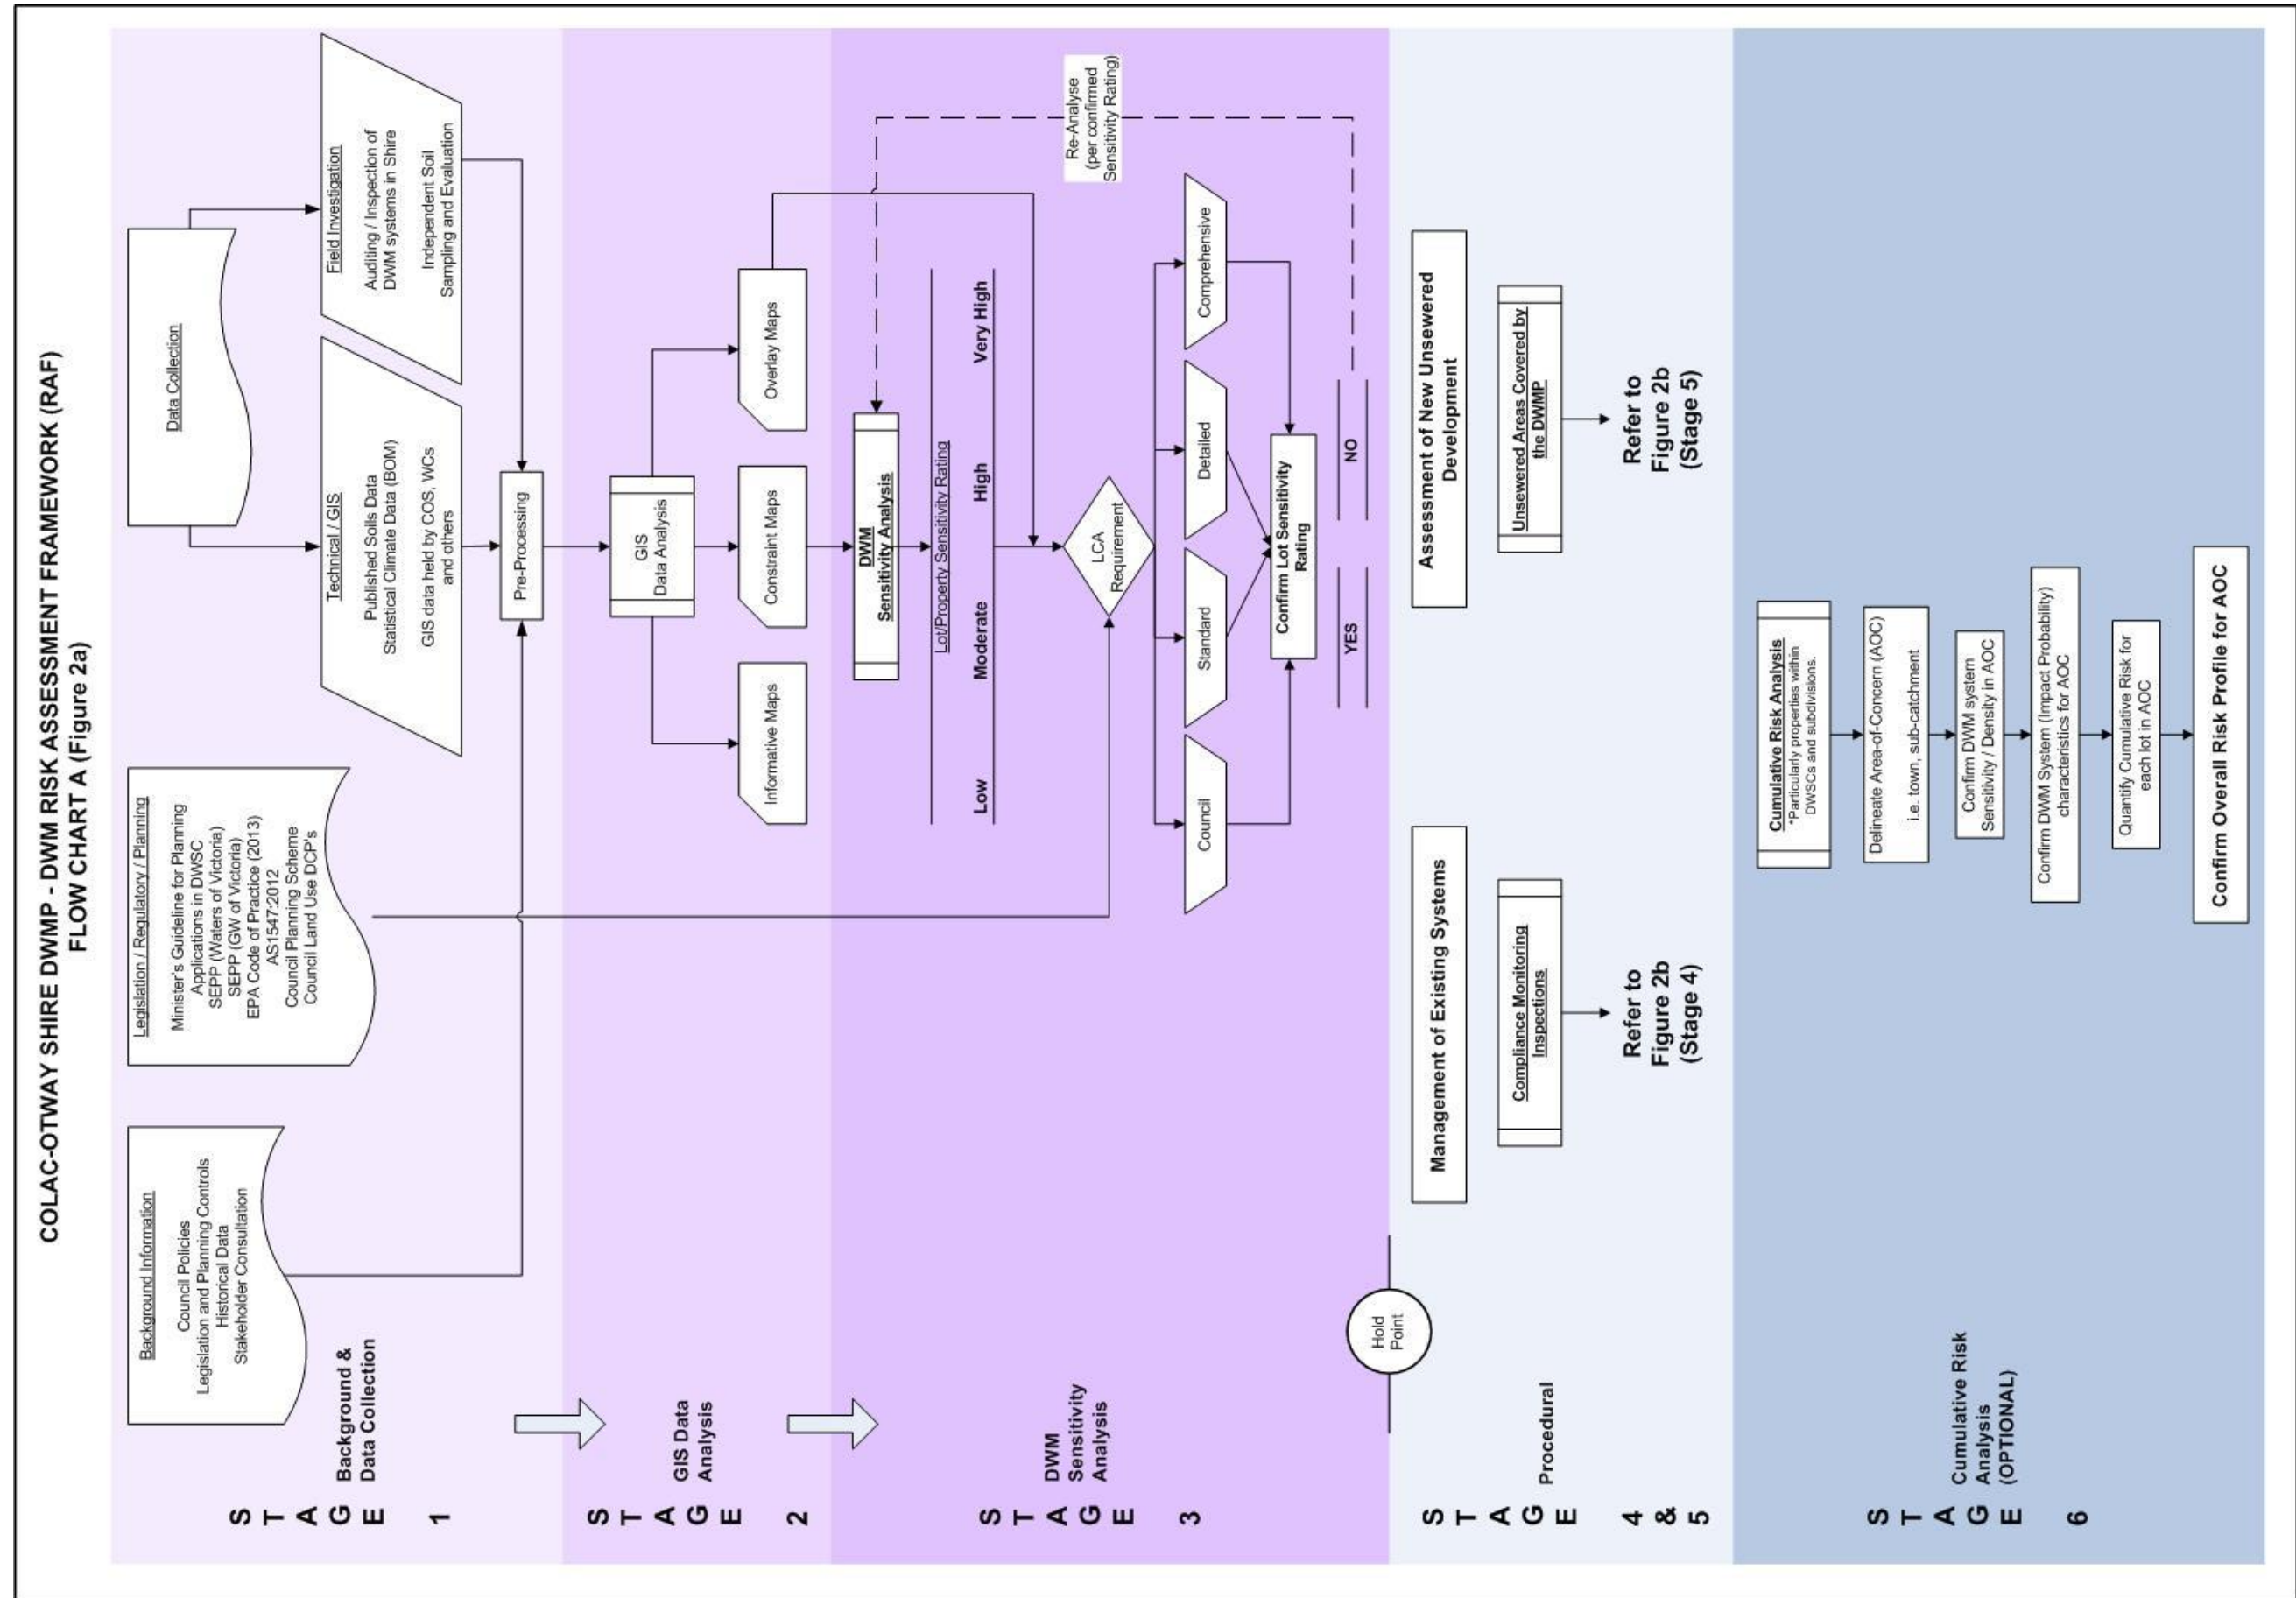 COLAC-OTWAY SHIRE DWMP - DWM RISK ASSESSMENT FRAMEWORK (RAF)
FLOW CHART A (Figure 2a)
STAGE 1
Background &
Data Collection
Background Information
Council Policies
Legislation and Planning Controls
Historical Data
Stakeholder Consultation
Legislation / Regulatory / Planning
Minister's Guideline for Planning
Applications in DWSC
SEPP (Waters of Victoria)
SEPP (GW of Victoria)
EPA Code of Practice (2013)
AS1547:2012
Council Planning Scheme
Council Land Use DCP's
Data Collection
Technical / GIS
Published Soils Data
Statistical Climate Data (BOM)
GIS data held by COS, WCs
and others
Field Investigation
Auditing / Inspection of
DWM systems in Shire
Independent Soil
Sampling and Evaluation
Pre-Processing
STAGE 2
GIS Data
Analysis
GIS
Data Analysis
Informative Maps
Constraint Maps
Overlay Maps
STAGE 3
DWM
Sensitivity
Analysis
DWM
Sensitivity Analysis
Lot/Property Sensitivity Rating
Low Moderate High Very High
Re-Analyse
(per confirmed
Sensitivity Rating)
LCA
Requirement
Council
Standard
Detailed
Comprehensive
Confirm Lot Sensitivity
Rating
YES
NO
Hold
Point
STAGE 4 & 5
Procedural
Management of Existing Systems
Compliance Monitoring
Inspections
Refer to
Figure 2b
(Stage 4)
Assessment of New Unsewered
Development
Unsewered Areas Covered by
the DWMP
Refer to
Figure 2b
(Stage 5)
STAGE 6
Cumulative Risk
Analysis
(OPTIONAL)
Cumulative Risk Analysis
*Particularly properties within
DWSCs and subdivisions.
Delineate Area-of-Concern (AOC)
i.e. town, sub-catchment
Confirm DWM system
Sensitivity / Density in AOC
Confirm DWM System (Impact Probability)
characteristics for AOC
Quantify Cumulative Risk for
each lot in AOC
Confirm Overall Risk Profile for AOC